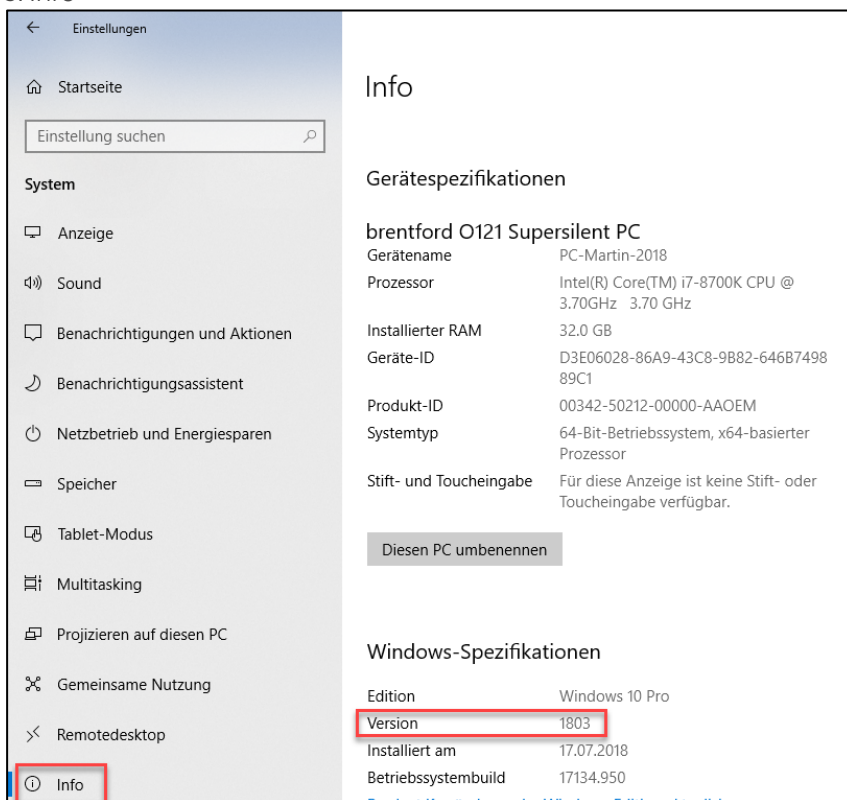 Einstellungen
Startseite
Einstellung suchen
System
Anzeige
Sound
Benachrichtigungen und Aktionen
Benachrichtigungsassistent
Netzbetrieb und Energiesparen
Speicher
Tablet-Modus
Multitasking
Projizieren auf diesen PC
Gemeinsame Nutzung
Remotedesktop
Info
Info
Gerätespezifikationen
brentford O121 Supersilent PC
Gerätename PC-Martin-2018
Prozessor Intel(R) Core(TM) i7-8700K CPU @
3.70GHz 3.70 GHz
Installierter RAM 32.0 GB
Geräte-ID D3E06028-86A9-43C8-9B82-646B7498
89C1
Produkt-ID 00342-50212-00000-AAOEM
Systemtyp 64-Bit-Betriebssystem, x64-basierter
Prozessor
Stift- und Toucheingabe Für diese Anzeige ist keine Stift- oder
Toucheingabe verfügbar.
Diesen PC umbenennen
Windows-Spezifikationen
Edition Windows 10 Pro
Version 1803
Installiert am 17.07.2018
Betriebssystembuild 17134.950